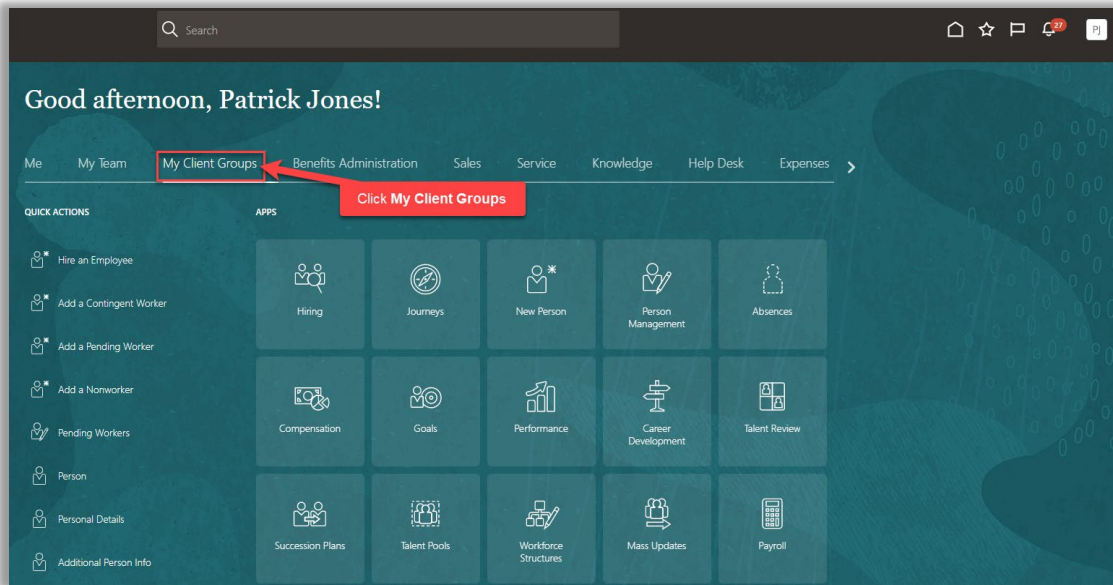 Search
27
PJ
Good afternoon, Patrick Jones!
Me My Team My Client Groups Benefits Administration Sales Service Knowledge Help Desk Expenses
Click My Client Groups
QUICK ACTIONS
Hire an Employee
Add a Contingent Worker
Add a Pending Worker
Add a Nonworker
Pending Workers
Person
Personal Details
Additional Person Info
APPS
Hiring
Journeys
New Person
Person
Management
Absences
Compensation
Goals
Performance
Career
Development
Talent Review
Succession Plans
Talent Pools
Workforce
Structures
Mass Updates
Payroll